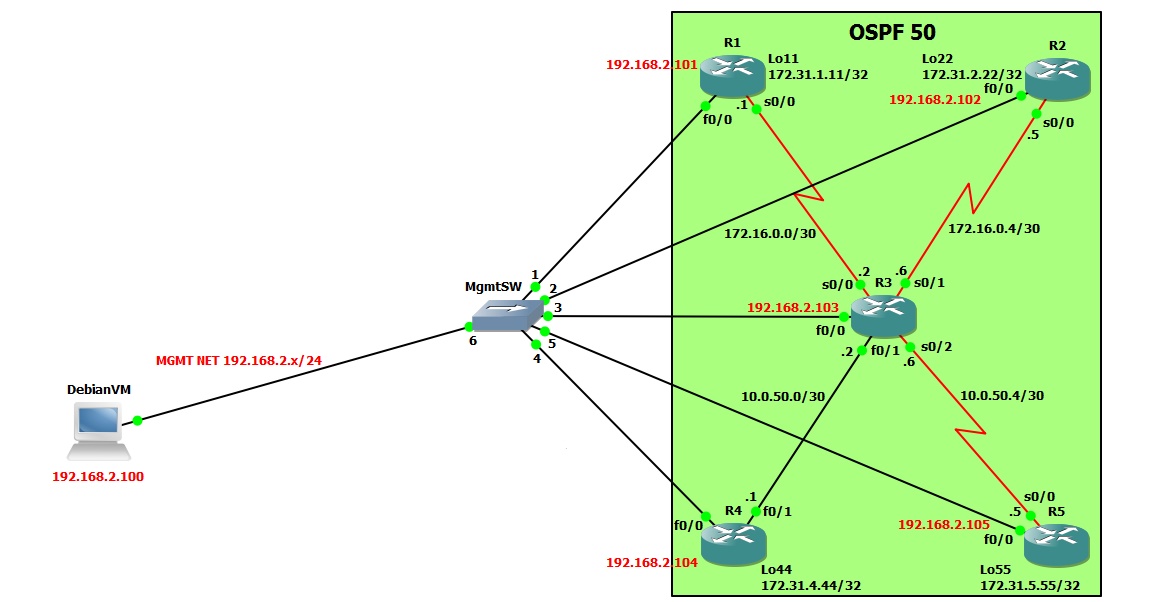 OSPF 50
R1
Lo11
172.31.1.11/32
192.168.2.101
f0/0
.1
s0/0
R2
Lo22
172.31.2.22/32
f0/0
192.168.2.102
s0/0
.5
172.16.0.0/30
172.16.0.4/30
MgmtSW
1
2
3
5
4
6
.2
s0/0
R3
.6
s0/1
192.168.2.103
f0/0
.2
f0/1
s0/2
.6
MGMT NET 192.168.2.x/24
DebianVM
192.168.2.100
10.0.50.0/30
10.0.50.4/30
.1
f0/1
R4
f0/0
192.168.2.104
Lo44
172.31.4.44/32
s0/0
.5
R5
192.168.2.105
f0/0
Lo55
172.31.5.55/32